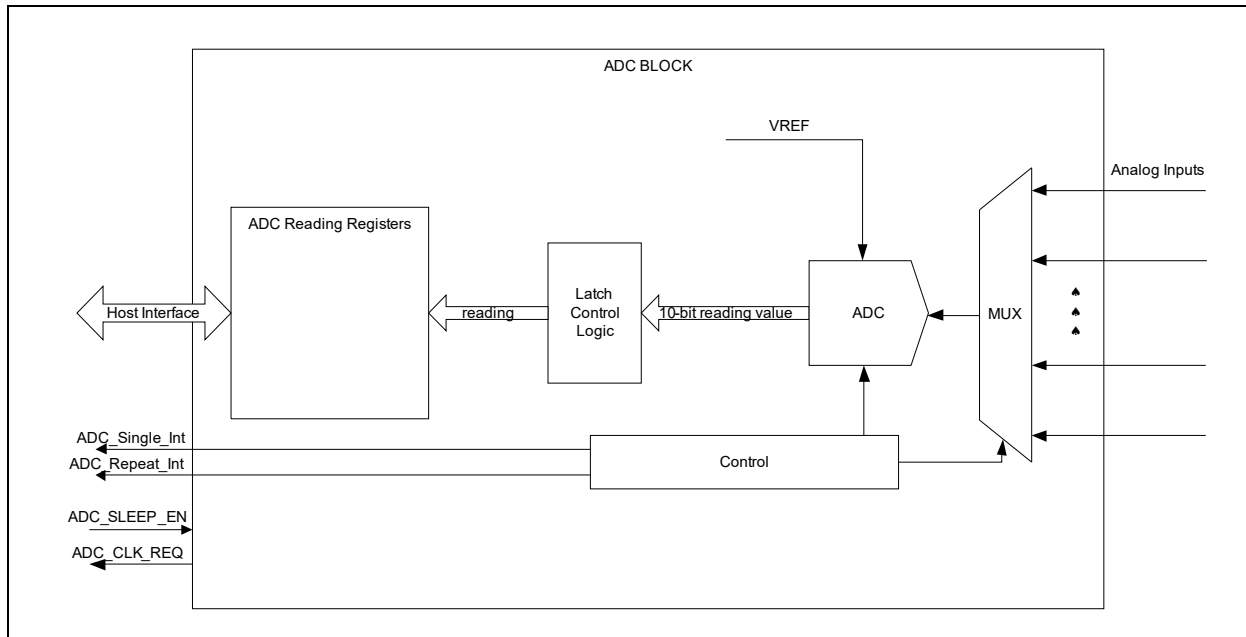 ADC BLOCK
VREF
Analog Inputs
ADC Reading Registers
Host Interface
reading
Latch
Control
Logic
10-bit reading value
ADC
MUX
ADC_Single_Int
ADC_Repeat_Int
Control
ADC_SLEEP_EN
ADC_CLK_REQ